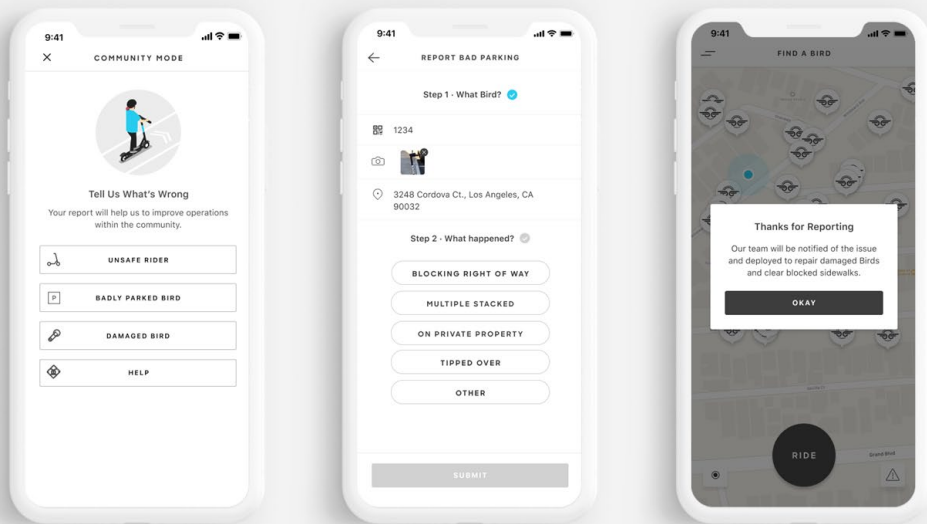 9:41
COMMUNITY MODE
Tell Us What's Wrong
Your report will help us to improve operations
within the community.
UNSAFE RIDER
P
BADLY PARKED BIRD
DAMAGED BIRD
HELP
9:41
REPORT BAD PARKING
Step 1 · What Bird?
1234
3248 Cordova Ct., Los Angeles, CA
90032
Step 2 · What happened?
BLOCKING RIGHT OF WAY
MULTIPLE STACKED
ON PRIVATE PROPERTY
TIPPED OVER
OTHER
SUBMIT
9:41
FIND A BIRD
Thanks for Reporting
Our team will be notified of the issue
and deployed to repair damaged Birds
and clear blocked sidewalks.
OKAY
RIDE
Grand Blvd